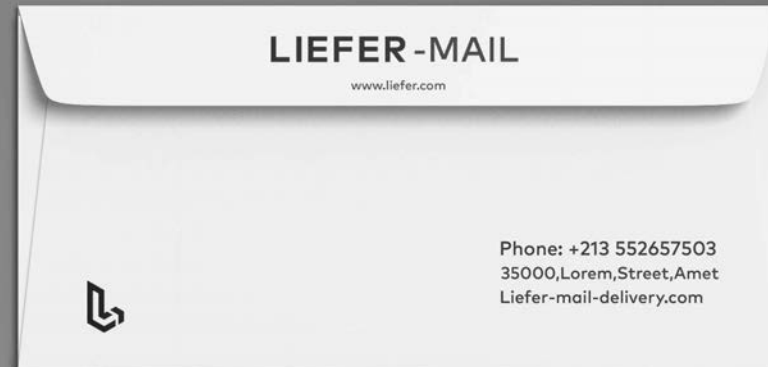 LIEFER-MAIL
www.liefer.com
Phone: +213 552657503
35000,Lorem,Street,Amet
Liefer-mail-delivery.com